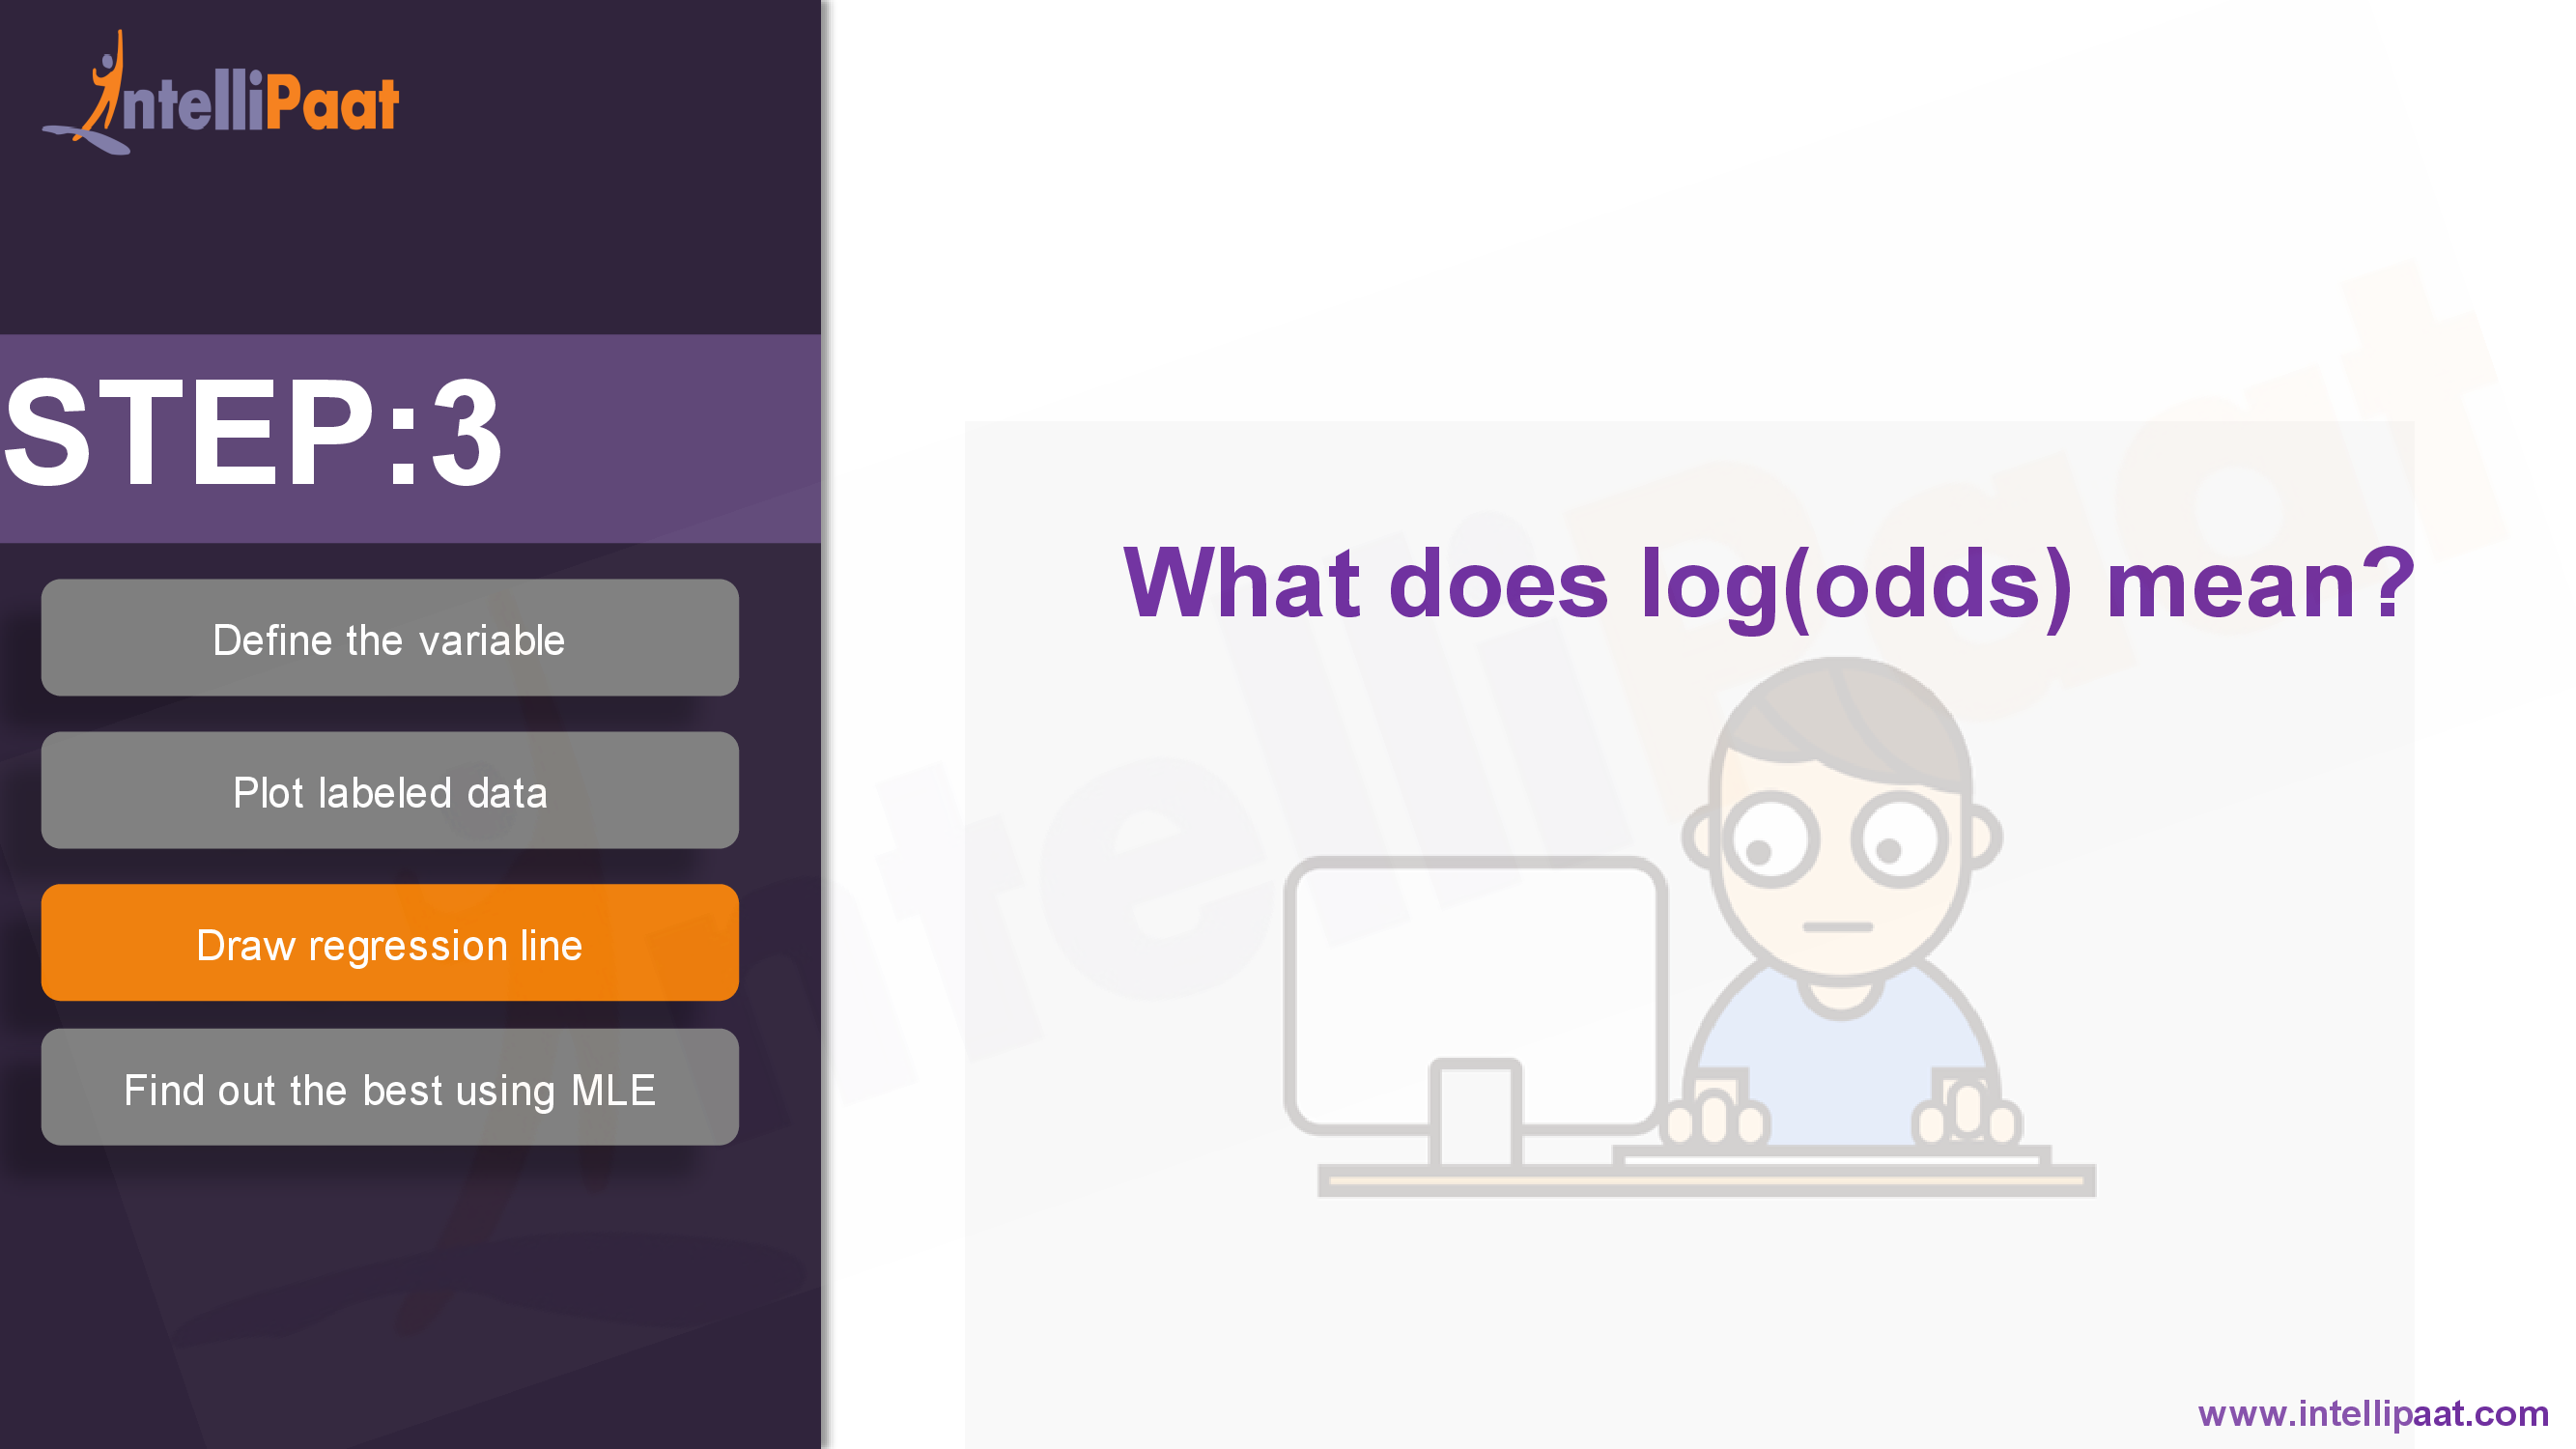 IntelliPaat
STEP:3
Define the variable
Plot labeled data
Draw regression line
Find out the best using MLE
What does log(odds) mean?
IntelliPaat
www.intellipaat.com